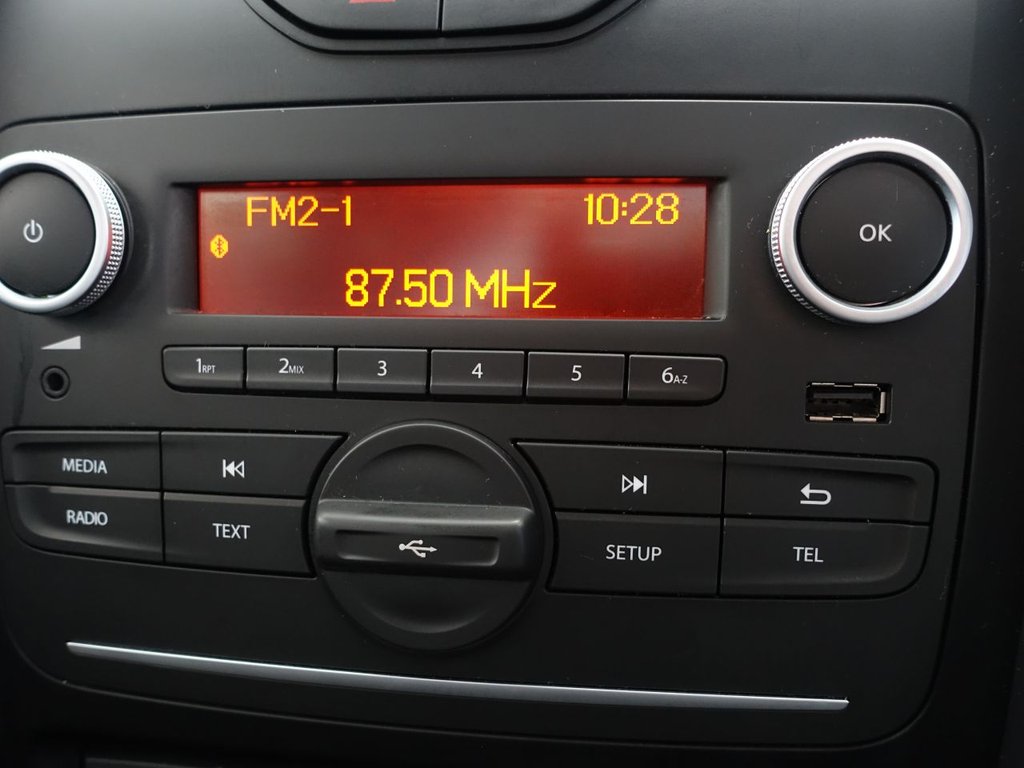 FM2-1 10:28
87.50 MHz
OK
1RPT 2MIX 3 4 5 6A-Z
MEDIA
RADIO TEXT SETUP TEL